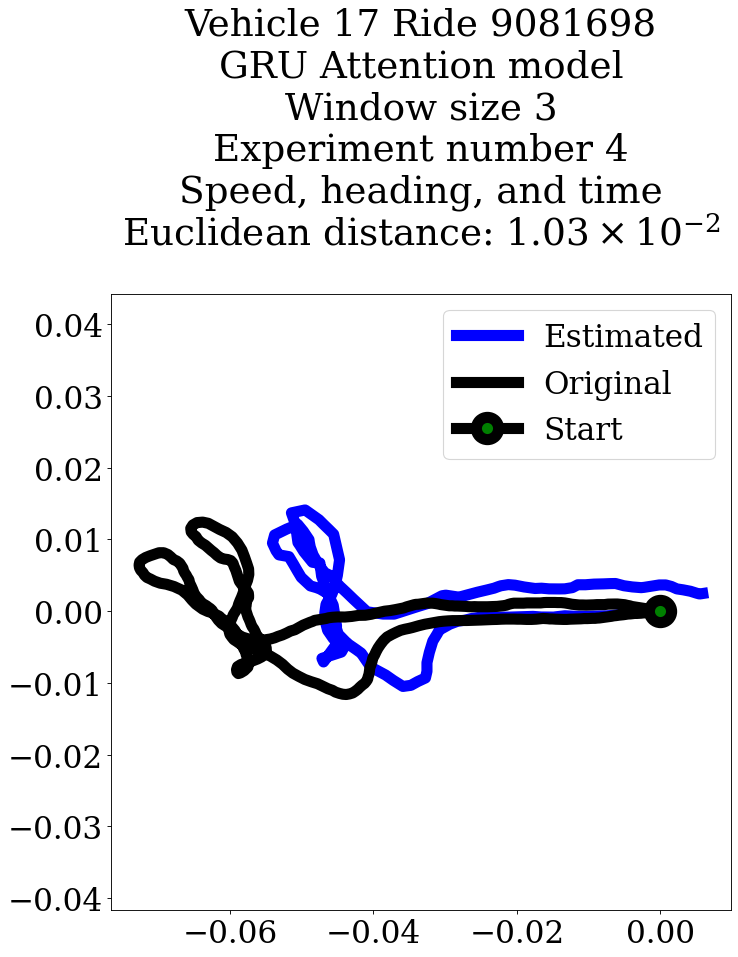 Vehicle 17 Ride 9081698
GRU Attention model
Window size 3
Experiment number 4
Speed, heading, and time
Euclidean distance: 1.03 × 10⁻²
Estimated
Original
Start
0.04
0.03
0.02
0.01
0.00
−0.01
−0.02
−0.03
−0.04
−0.06 −0.04 −0.02 0.00